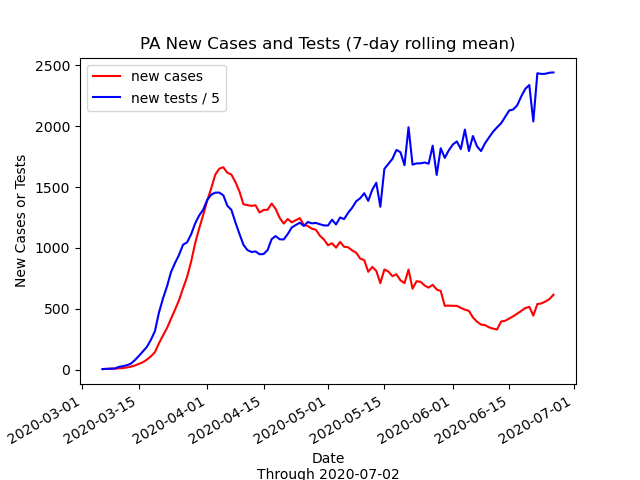 PA New Cases and Tests (7-day rolling mean)
new cases
new tests / 5
New Cases or Tests
2500
2000
1500
1000
500
0
2020-03-01
2020-03-15
2020-04-01
2020-04-15
2020-05-01
2020-05-15
2020-06-01
2020-06-15
2020-07-01
Date
Through 2020-07-02